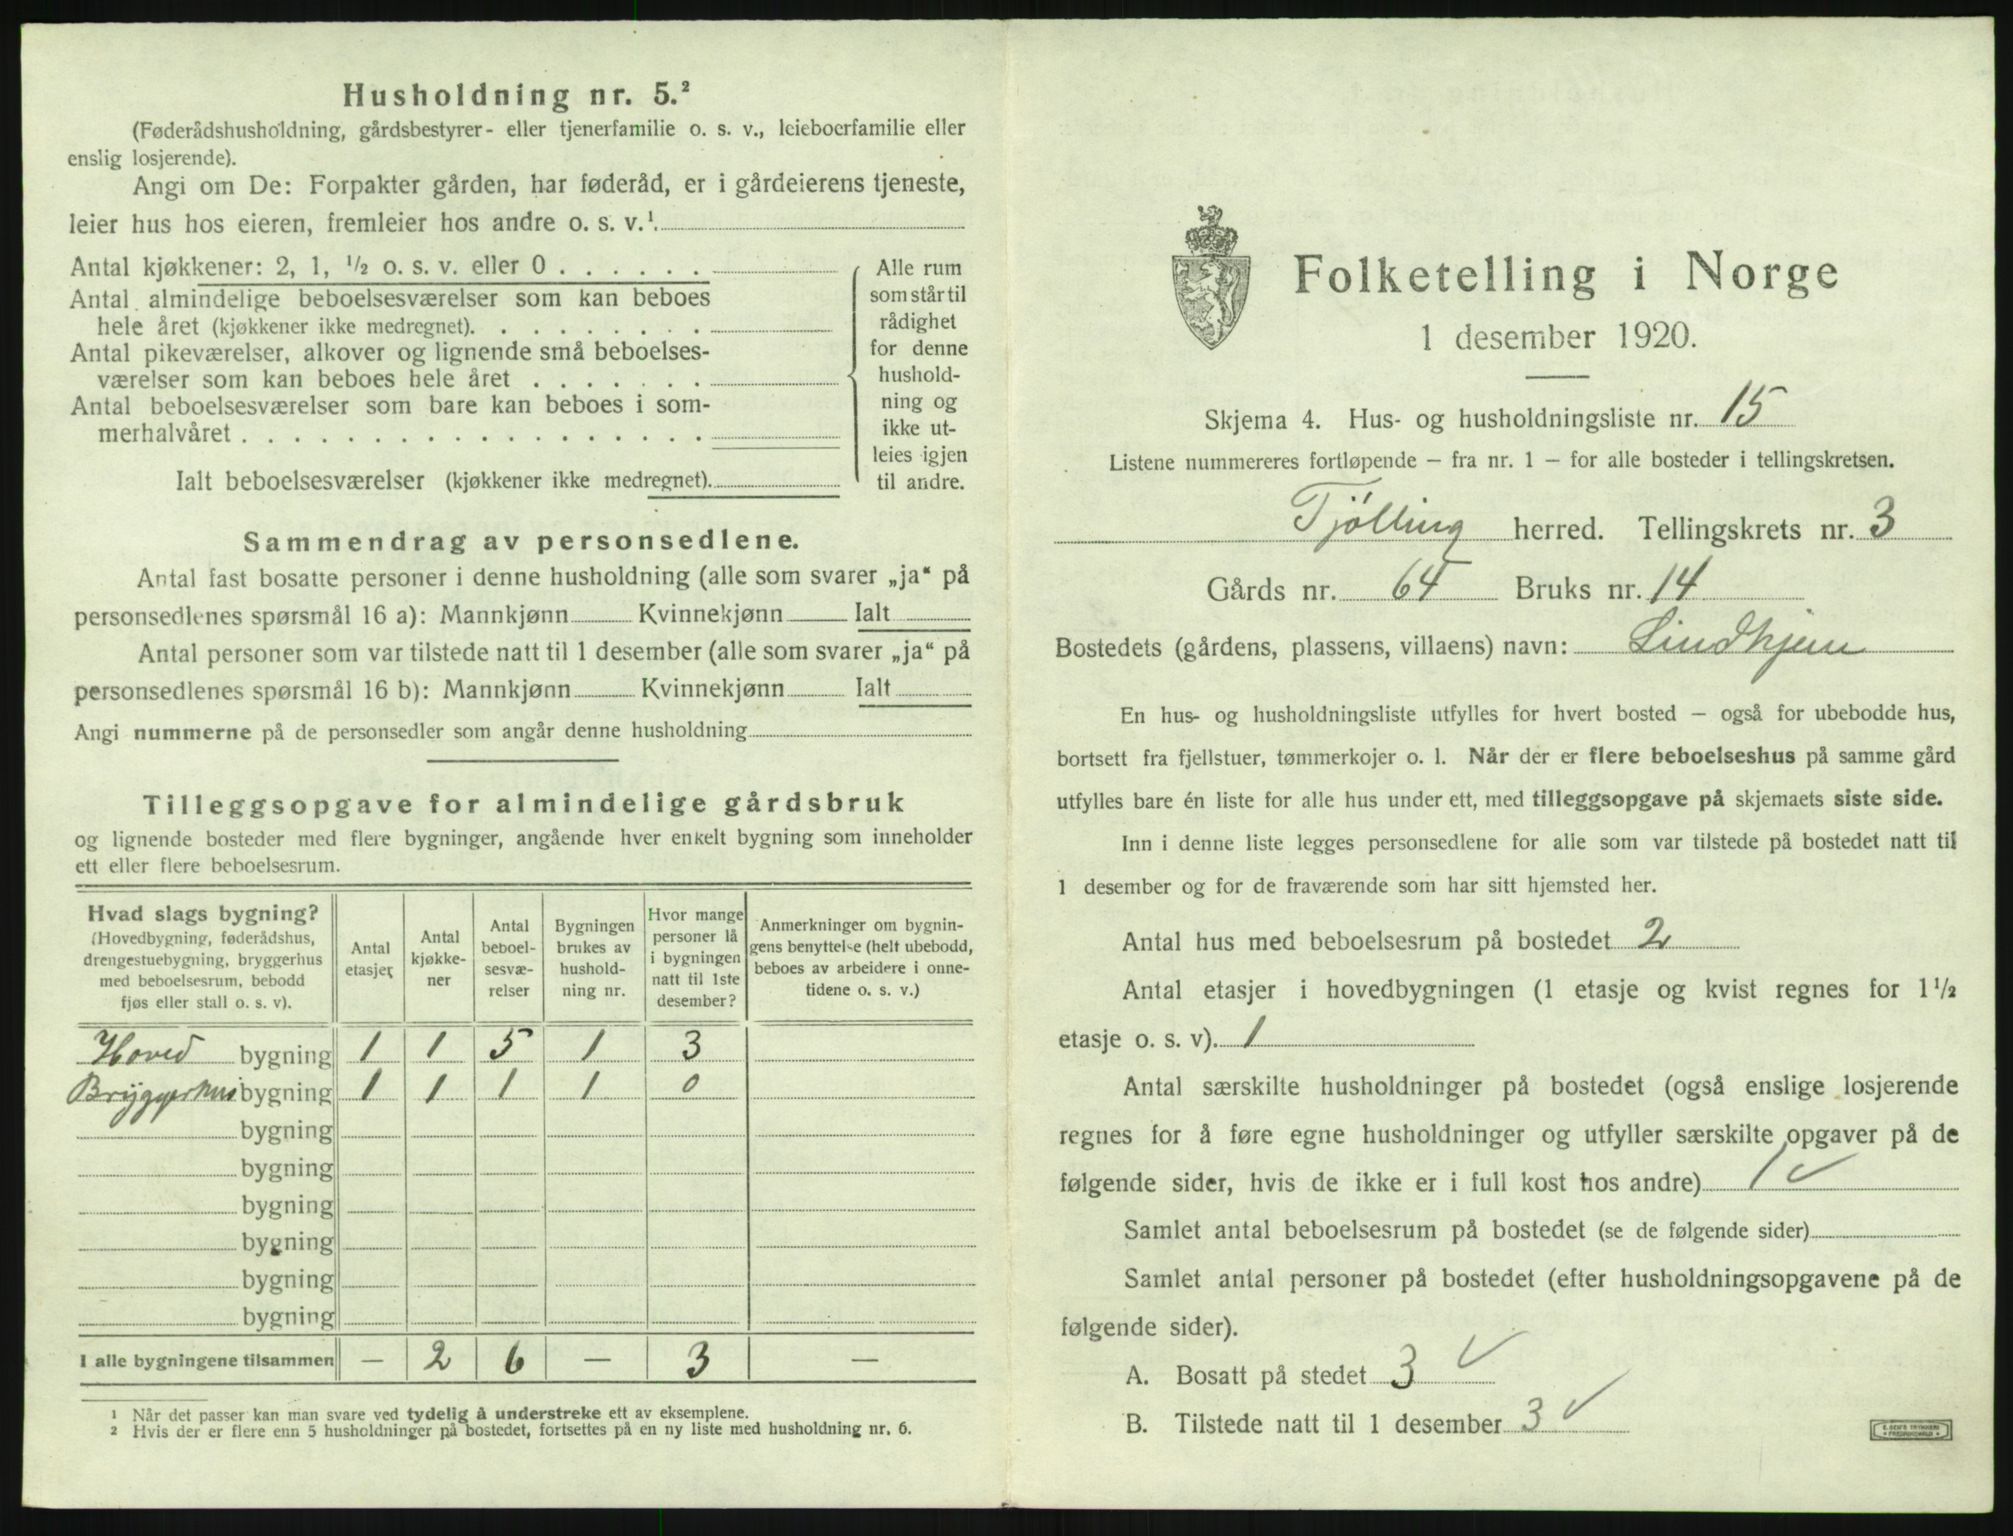 Husholdning nr. 5.²
(Føderådshusholdning, gårdsbestyrer- eller tjenerfamilie o. s. v., leieboerfamilie eller
enslig losjerende).
Angi om De: Forpakter gården, har føderåd, er i gårdeierens tjeneste,
leier hus hos eieren, fremleier hos andre o. s. v.¹.
Antal kjøkkener: 2, 1, ½ o. s. v. eller 0 . . . . . .
Antal almindelige beboelsesværelser som kan beboes
hele året (kjøkkener ikke medregnet). . . . . . . . .
Antal pikeværelser, alkover og lignende små beboelses-
værelser som kan beboes hele året . . . . . . .
Antal beboelsesværelser som bare kan beboes i som-
merhalvåret . . . . . . . . . . . . . . . . . .
Ialt beboelsesværelser (kjøkkener ikke medregnet).
Alle rum
som står til
rådighet
for denne
hushold-
ning og
ikke ut-
leies igjen
til andre.
Sammendrag av personsedlene.
Antal fast bosatte personer i denne husholdning (alle som svarer „ja“ på
personsedlenes spørsmål 16 a): Mannkjønn Kvinnekjønn Ialt
Antal personer som var tilstede natt til 1 desember (alle som svarer „ja“ på
personsedlenes spørsmål 16 b): Mannkjønn Kvinnekjønn Ialt
Angi nummerne på de personsedler som angår denne husholdning
Tilleggsopgave for almindelige gårdsbruk
og lignende bosteder med flere bygninger, angående hver enkelt bygning som inneholder
ett eller flere beboelsesrum.
Hvad slags bygning?
(Hovedbygning, føderådshus,
drengestuebygning, bryggerhus
med beboelsesrum, bebodd
fjøs eller stall o. s. v).
Antal
etasjer
Antal
kjøkke-
ner
Antal
beboel-
sesvæ-
relser
Bygningen
brukes av
hushold-
ning nr.
Hvor mange
personer lå
i bygningen
natt til 1ste
desember?
Anmerkninger om bygnin-
gens benyttelse (helt ubebodd,
beboes av arbeidere i onne-
tidene o. s. v.)
Hoved bygning 1 1 5 1 3
Bryggerhus bygning 1 1 1 1 0
bygning
bygning
bygning
bygning
bygning
bygning
I alle bygningene tilsammen — 2 6 — 3 —
¹ Når det passer kan man svare ved tydelig å understreke ett av eksemplene.
² Hvis der er flere enn 5 husholdninger på bostedet, fortsettes på en ny liste med husholdning nr. 6.
Folketelling i Norge
1 desember 1920.
Skjema 4. Hus- og husholdningsliste nr. 15
Listene nummereres fortløpende – fra nr. 1 – for alle bosteder i tellingskretsen.
Tjølling herred. Tellingskrets nr. 3
Gårds nr. 64 Bruks nr. 14
Bostedets (gårdens, plassens, villaens) navn: Lindhjem
En hus- og husholdningsliste utfylles for hvert bosted – også for ubebodde hus,
bortsett fra fjellstuer, tømmerkojer o. l. Når der er flere beboelseshus på samme gård
utfylles bare én liste for alle hus under ett, med tilleggsopgave på skjemaets siste side.
Inn i denne liste legges personsedlene for alle som var tilstede på bostedet natt til
1 desember og for de fraværende som har sitt hjemsted her.
Antal hus med beboelsesrum på bostedet 2
Antal etasjer i hovedbygningen (1 etasje og kvist regnes for 1½
etasje o. s. v). 1
Antal særskilte husholdninger på bostedet (også enslige losjerende
regnes for å føre egne husholdninger og utfyller særskilte opgaver på de
følgende sider, hvis de ikke er i full kost hos andre) 1 ✓
Samlet antal beboelsesrum på bostedet (se de følgende sider)
Samlet antal personer på bostedet (efter husholdningsopgavene på de
følgende sider).
A. Bosatt på stedet 3 ✓
B. Tilstede natt til 1 desember 3 ✓